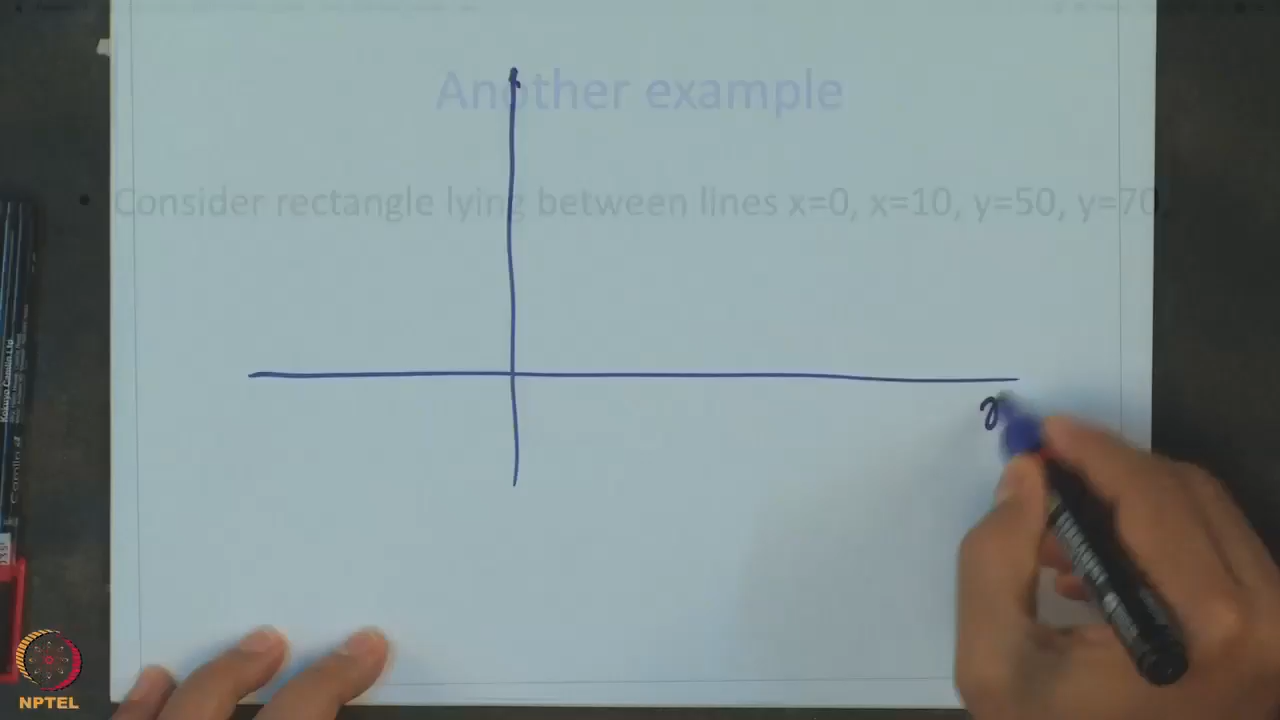 Another example
• Consider rectangle lying between lines x=0, x=10, y=50, y=70.
NPTEL